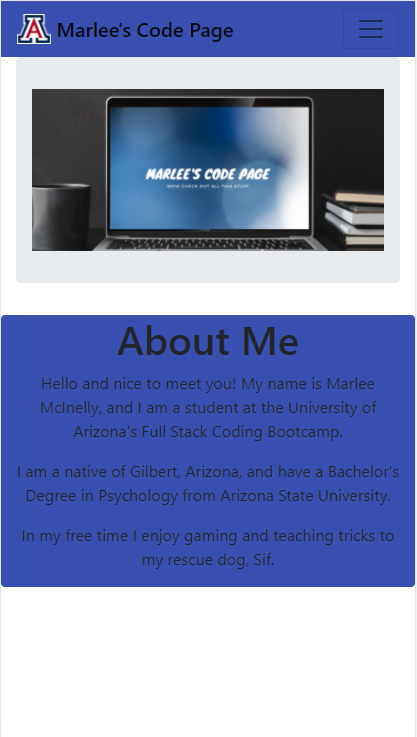 A Marlee's Code Page
MARLEE'S CODE PAGE
WOW CHECK OUT ALL THIS STUFF
About Me
Hello and nice to meet you! My name is Marlee
McInelly, and I am a student at the University of
Arizona's Full Stack Coding Bootcamp.
I am a native of Gilbert, Arizona, and have a Bachelor's
Degree in Psychology from Arizona State University.
In my free time I enjoy gaming and teaching tricks to
my rescue dog, Sif.